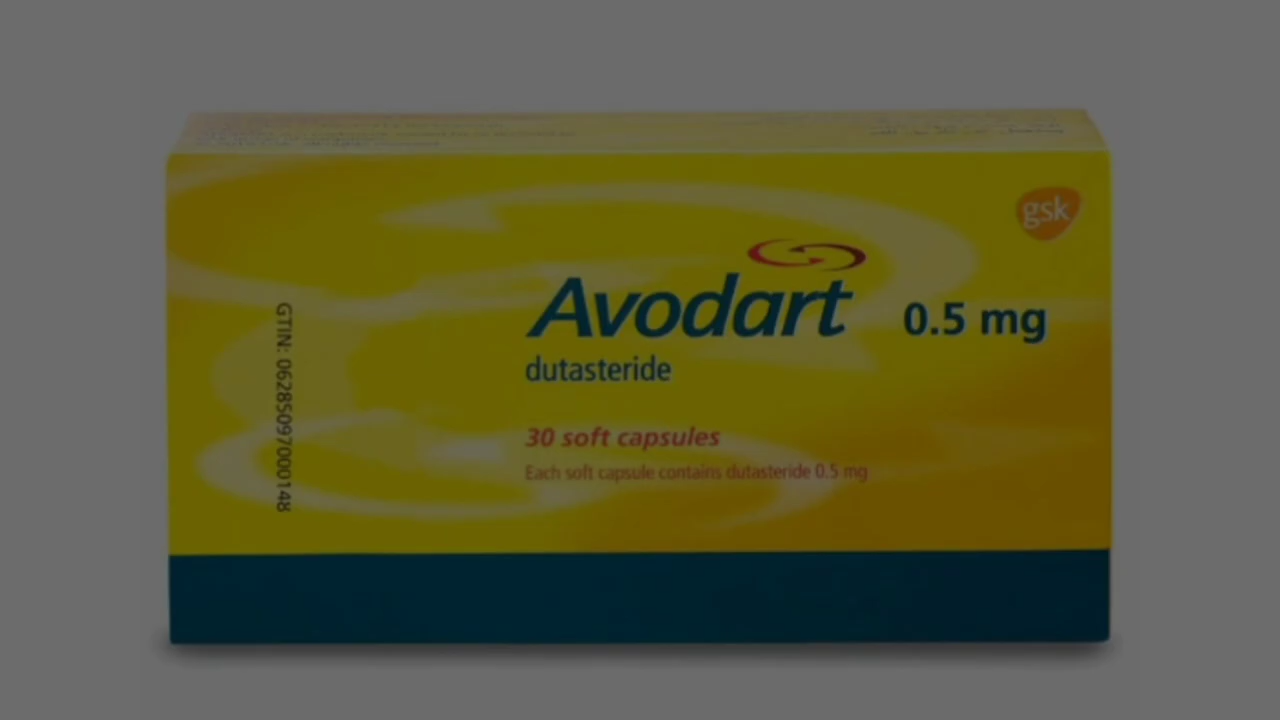 gsk
Avodart 0.5 mg
dutasteride
30 soft capsules
Each soft capsule contains dutasteride 0.5 mg
GTIN: 06285097000148